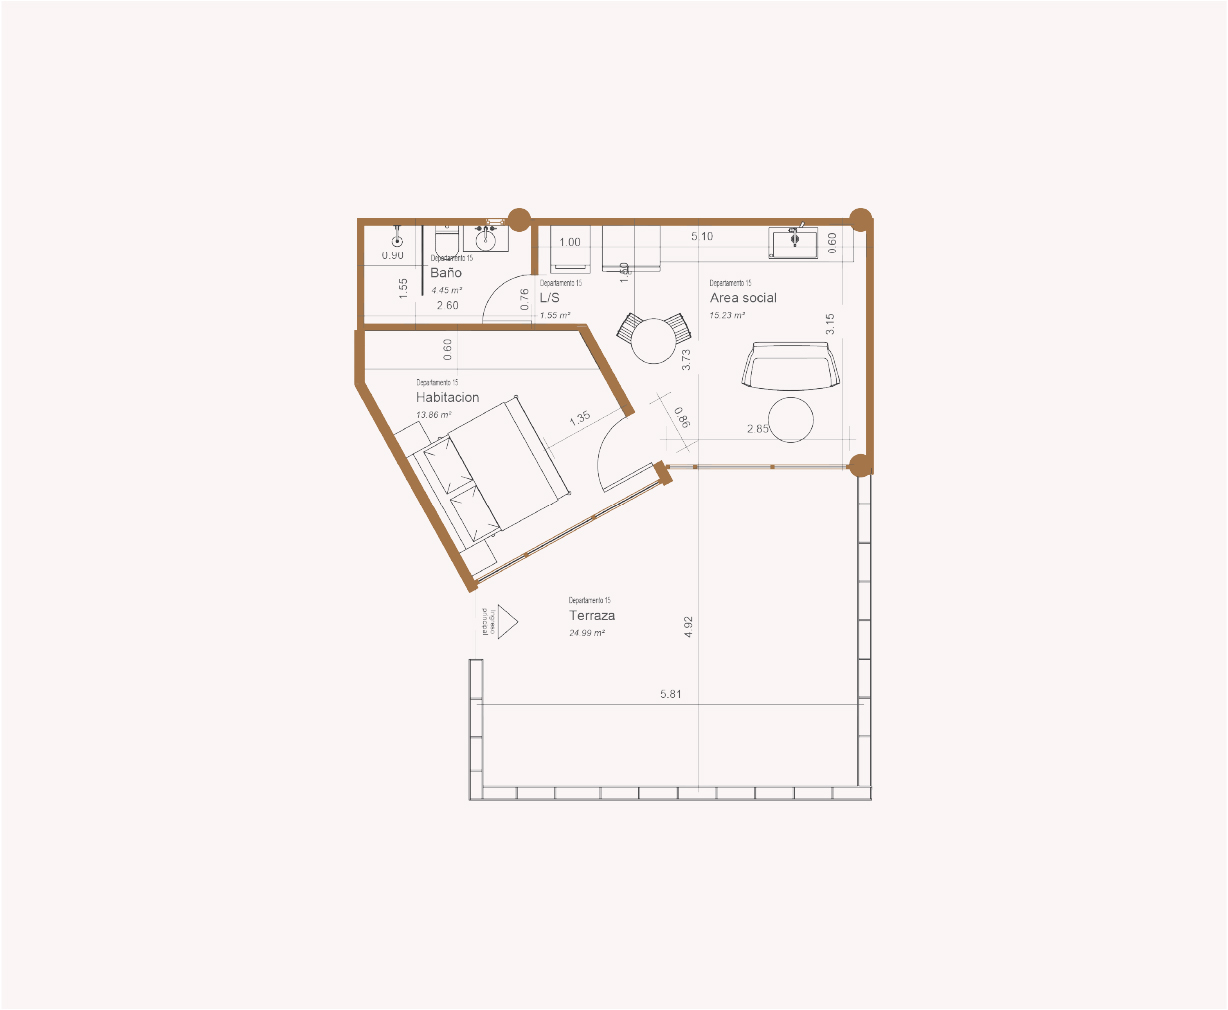 5.10
1.00
0.60
0.90
Departamento 15
Baño
4.45 m²
1.80
Departamento 15
L/S
1.55 m²
Departamento 15
Area social
15.23 m²
1.55
0.76
2.60
3.15
0.60
3.73
Departamento 15
Habitacion
13.86 m²
1.35
0.86
2.85
Departamento 15
Terraza
24.99 m²
Ingreso
principal
4.92
5.81